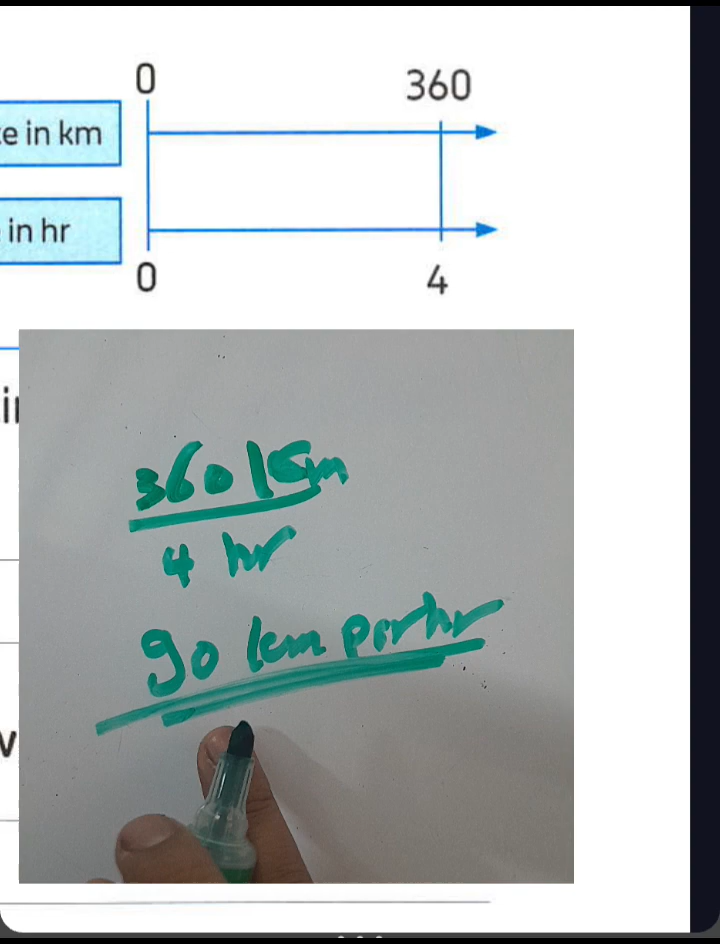 0 360
e in km
in hr
0 4
360 km
4 hr
90 km per hr